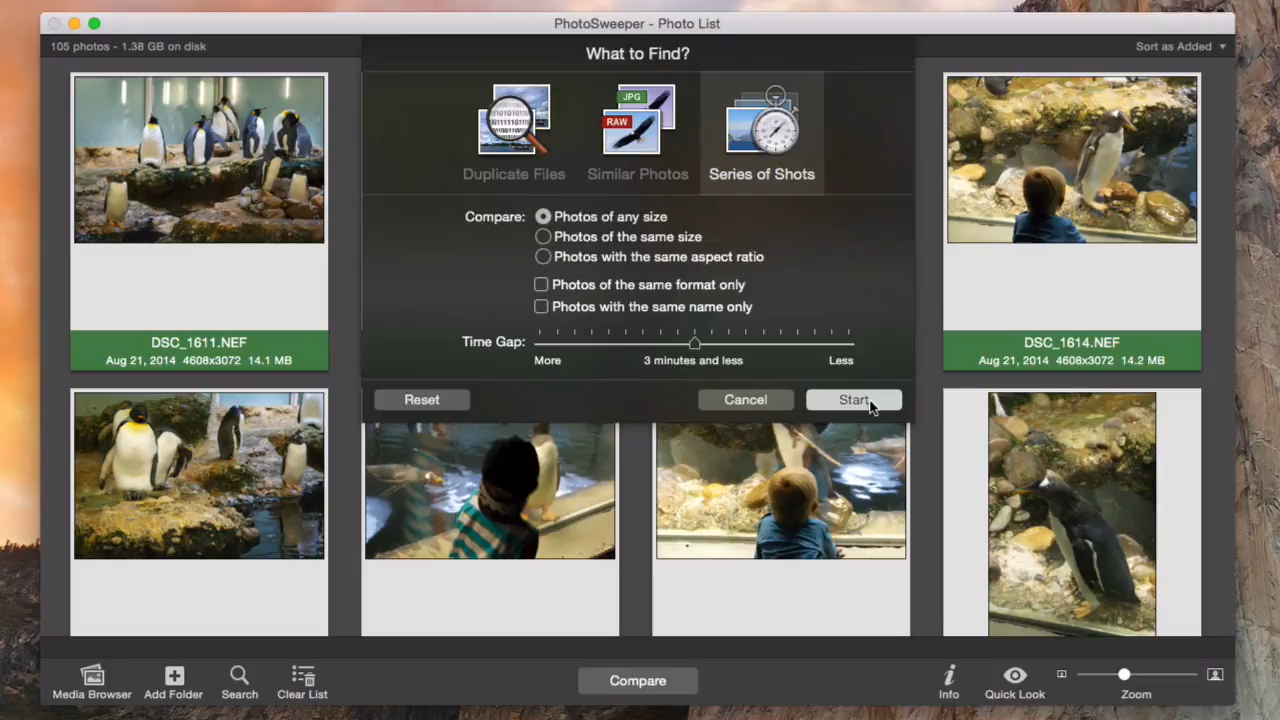 PhotoSweeper - Photo List
105 photos - 1.38 GB on disk
Sort as Added
What to Find?
JPG
RAW
Duplicate Files
Similar Photos
Series of Shots
Compare:
Photos of any size
Photos of the same size
Photos with the same aspect ratio
Photos of the same format only
Photos with the same name only
Time Gap:
More
3 minutes and less
Less
Reset
Cancel
Start
DSC_1611.NEF
Aug 21, 2014 4608x3072 14.1 MB
DSC_1614.NEF
Aug 21, 2014 4608x3072 14.2 MB
Media Browser
Add Folder
Search
Clear List
Compare
Info
Quick Look
Zoom